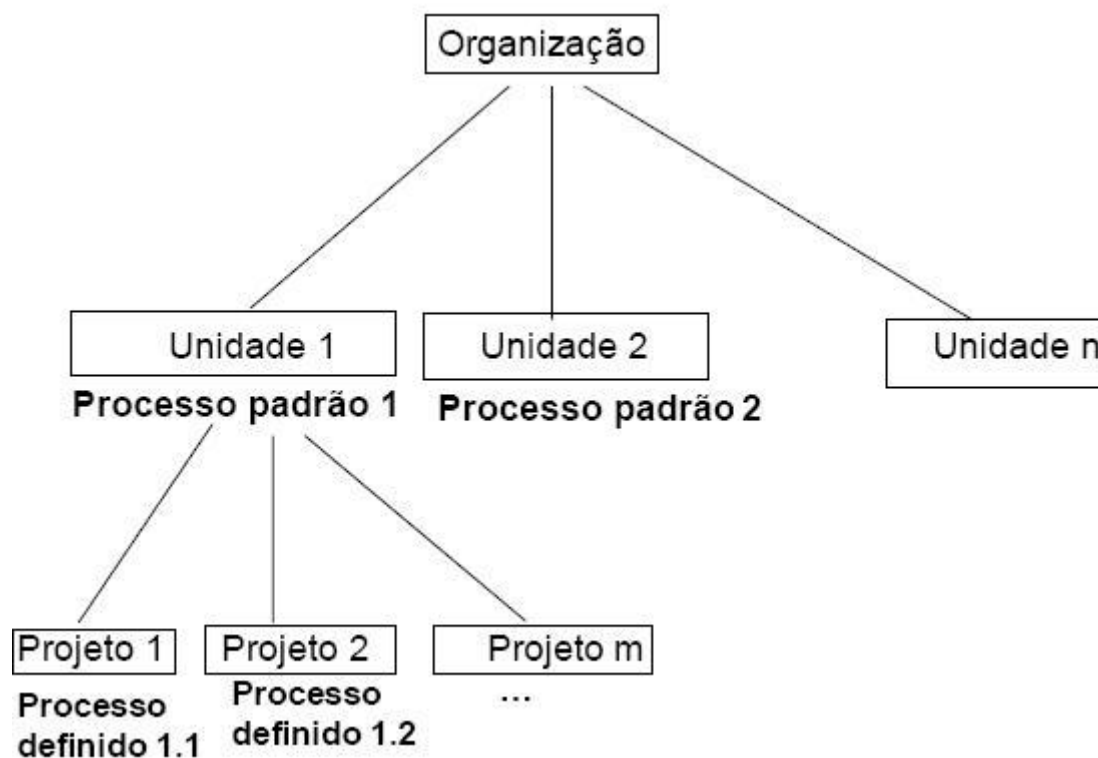 Organização
Unidade 1
Unidade 2
Unidade n
Processo padrão 1
Processo padrão 2
Projeto 1
Projeto 2
Projeto m
Processo
definido 1.1
Processo
definido 1.2
...